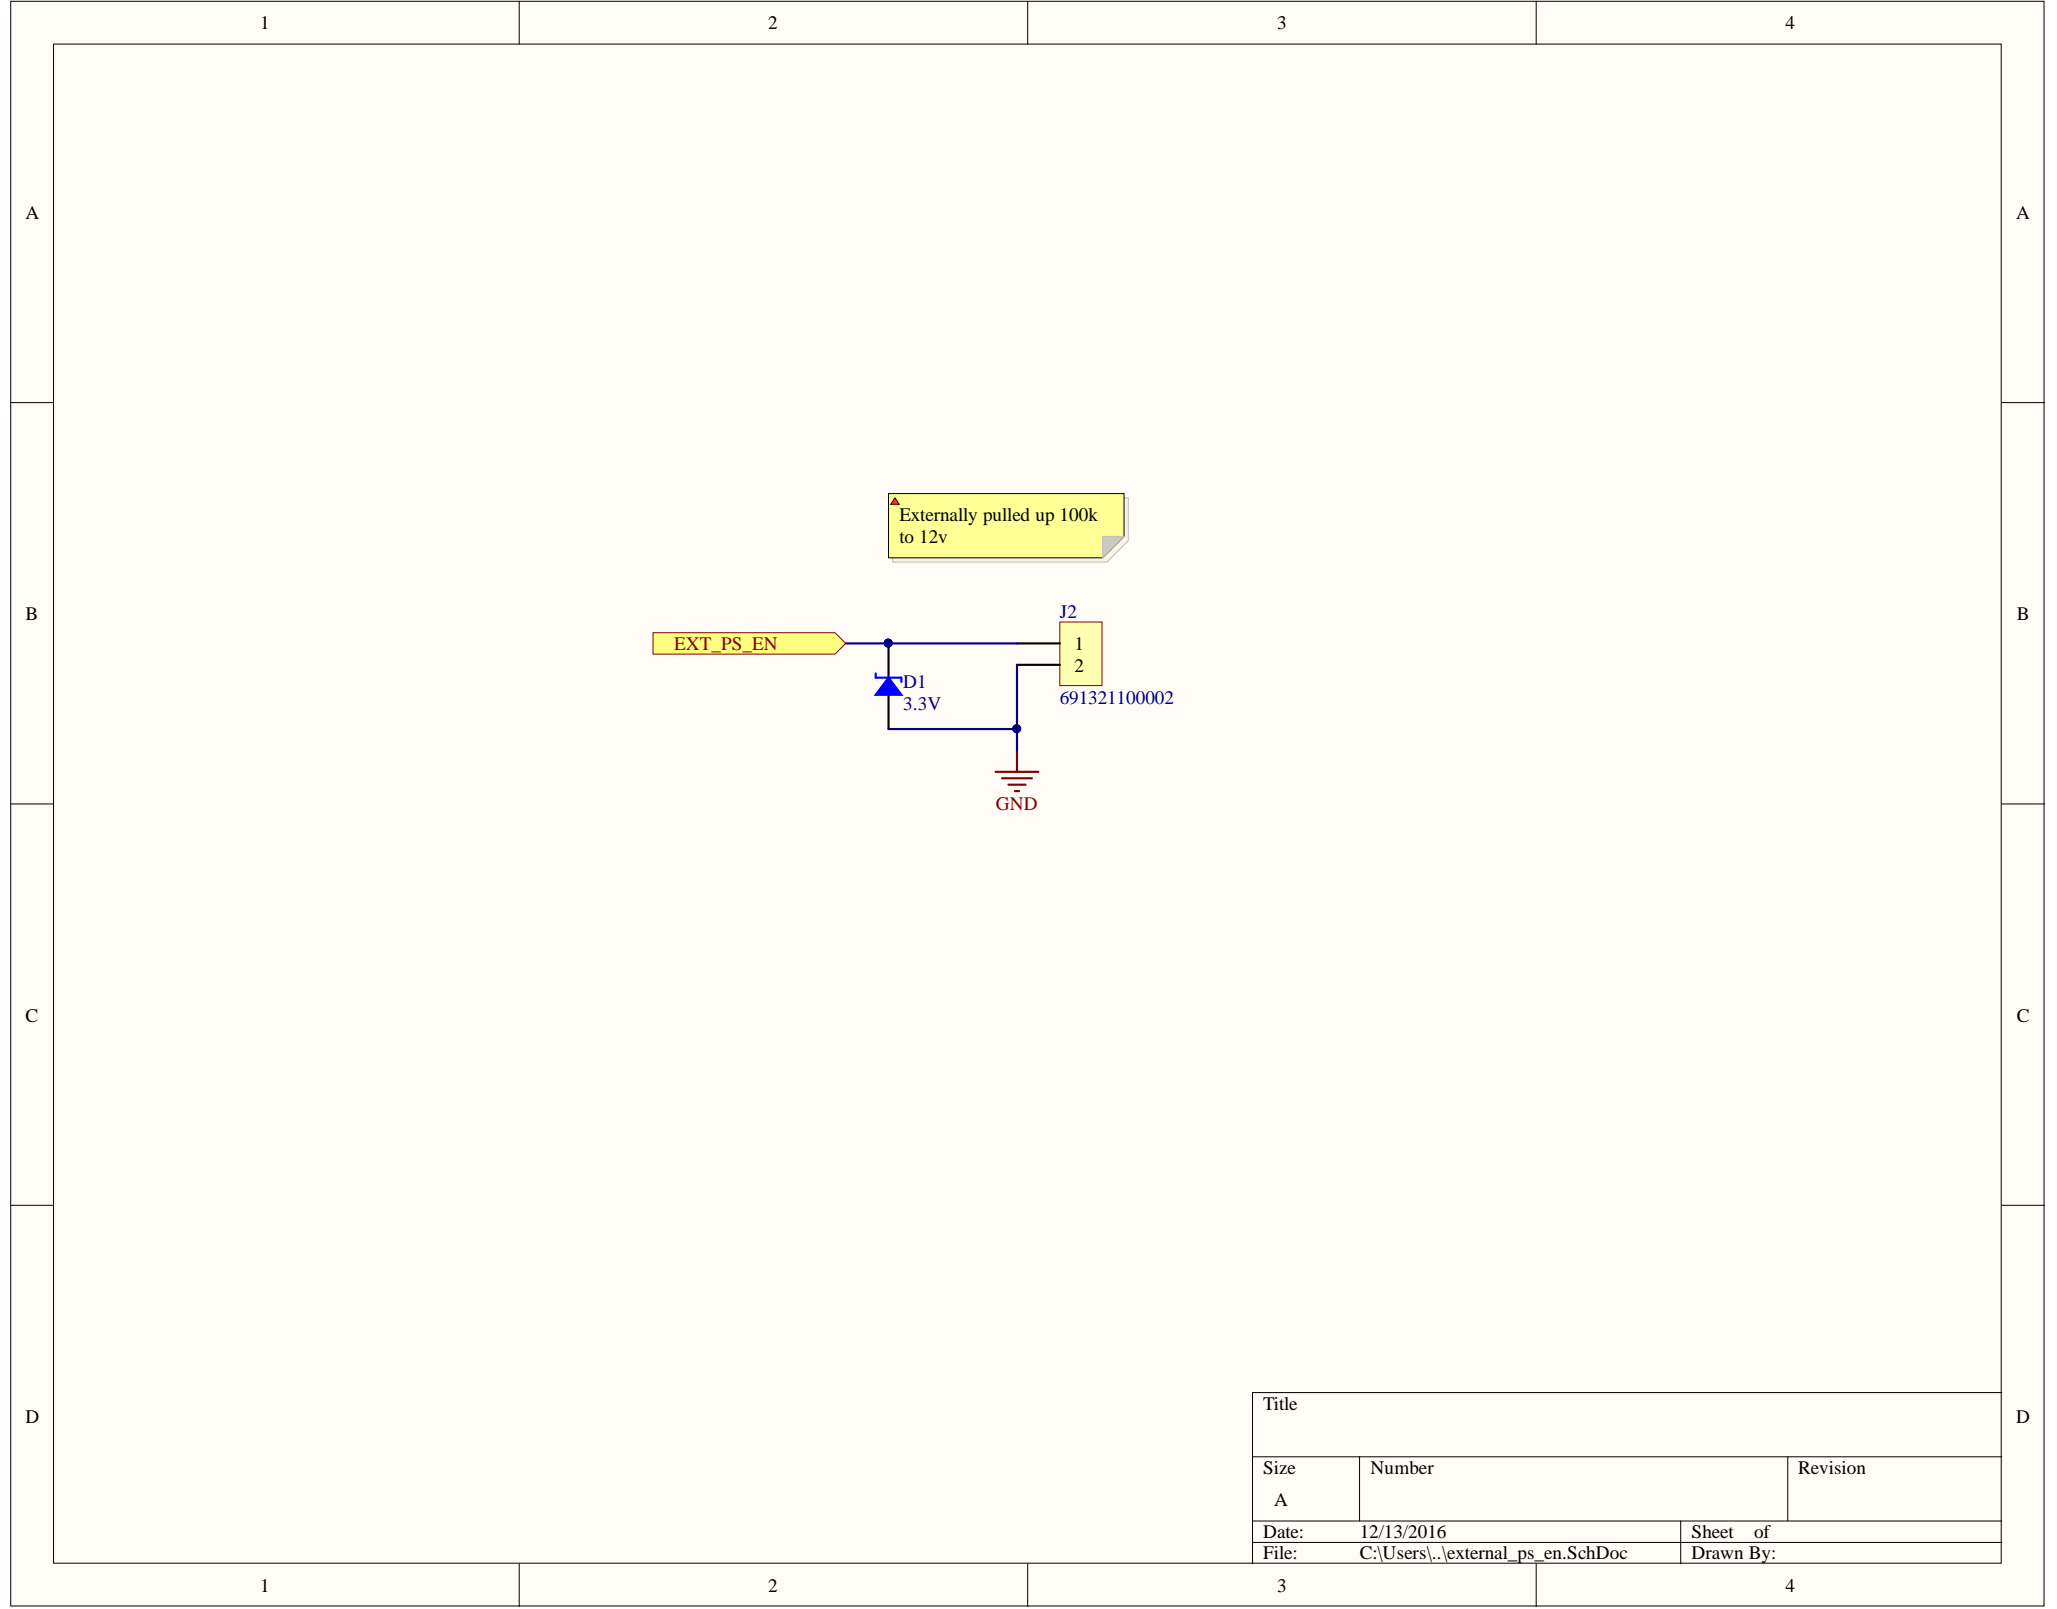 1 2 3 4
A A
Externally pulled up 100k
to 12v
B B
J2
EXT_PS_EN
1
2
D1
3.3V
691321100002
GND
C C
D D
Title
Size Number Revision
A
Date: 12/13/2016 Sheet of
File: C:\Users\..\external_ps_en.SchDoc Drawn By:
1 2 3 4